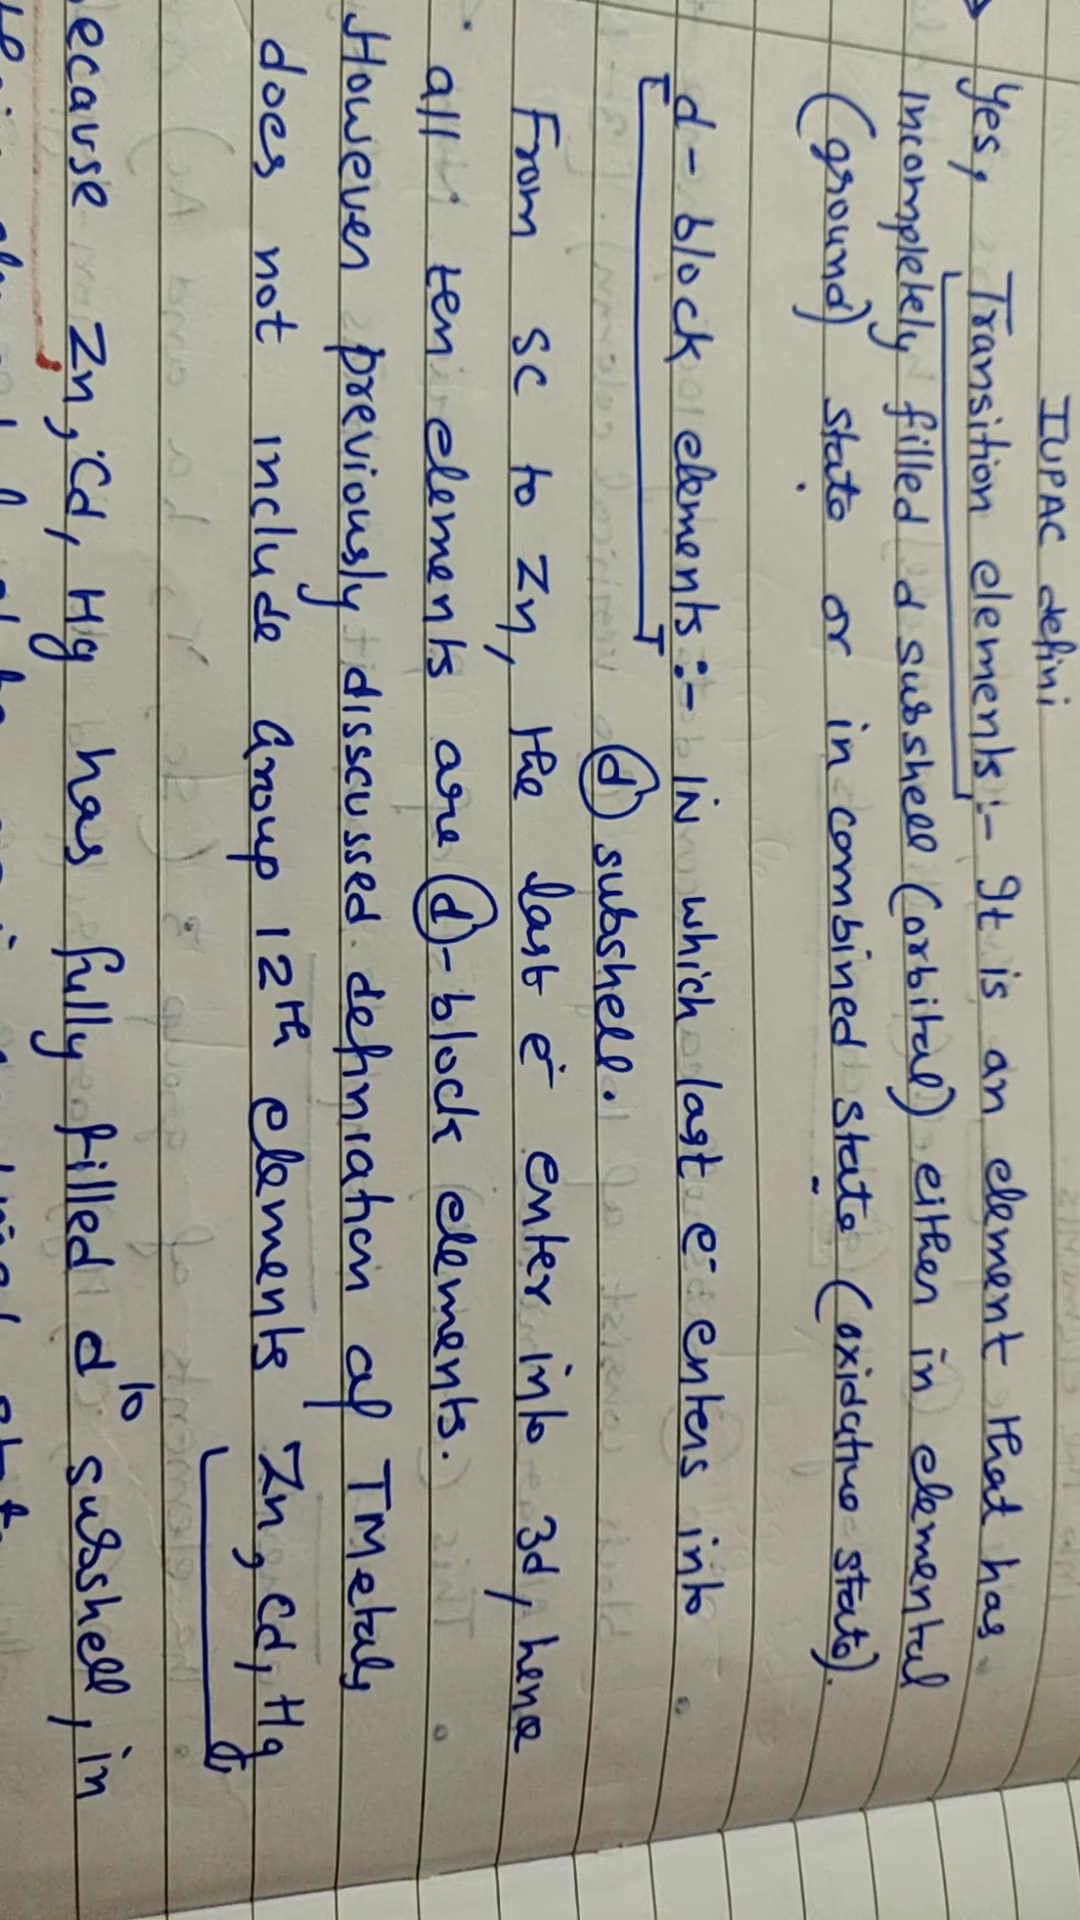 IUPAC defini
Yes, Transition elements :- It is an element that has
incompletely filled d subshell (orbital) either in elemental
(ground) state or in combined state (oxidative state).
d-block elements :- In which last e- enters into
d subshell.
From Sc to Zn, the last e- enter into 3d, hence
all ten elements are d-block elements.
However previously disscussed definiation of TMetals
does not include Group 12th elements Zn, Cd, Hg
because Zn, Cd, Hg has fully filled d10 subshell, in